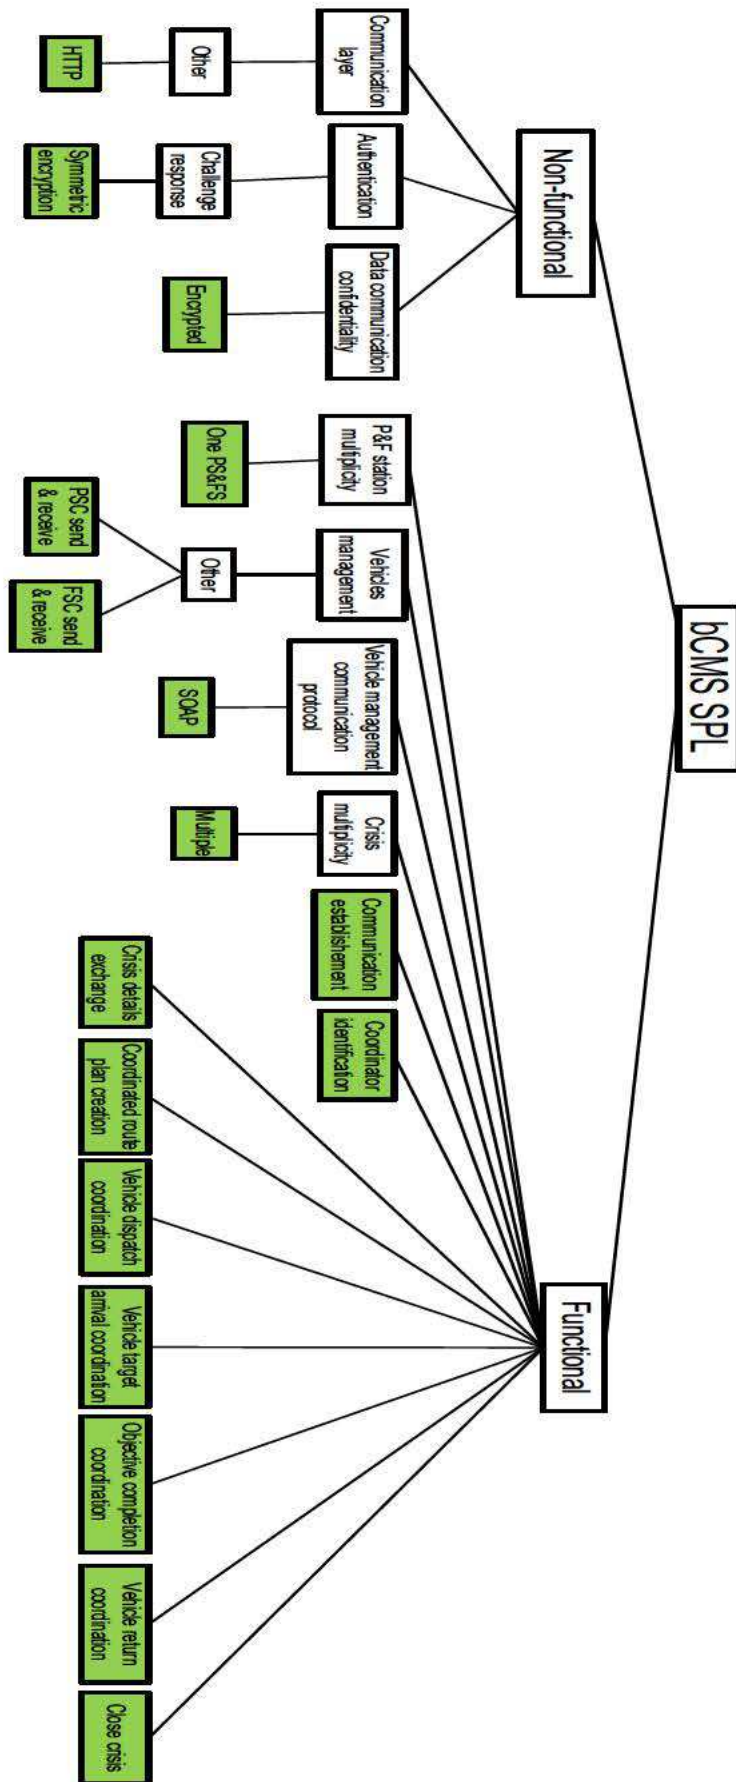 bCMS SPL
Non-functional
Functional
Communication
layer
Authentication
Data communication
confidentiality
P&F station
multiplicity
Vehicles
management
Vehicle management
communication
protocol
Crisis
multiplicity
Communication
establishement
Coordinator
identification
Other
Challenge
response
Encrypted
One PS&FS
Other
SOAP
Multiple
HTTP
Symmetric
encryption
PSC send
& receive
FSC send
& receive
Crisis details
exchange
Coordinated route
plan creation
Vehicle dispatch
coordination
Vehicle target
arrival coordination
Objective completion
coordination
Vehicle return
coordination
Close crisis